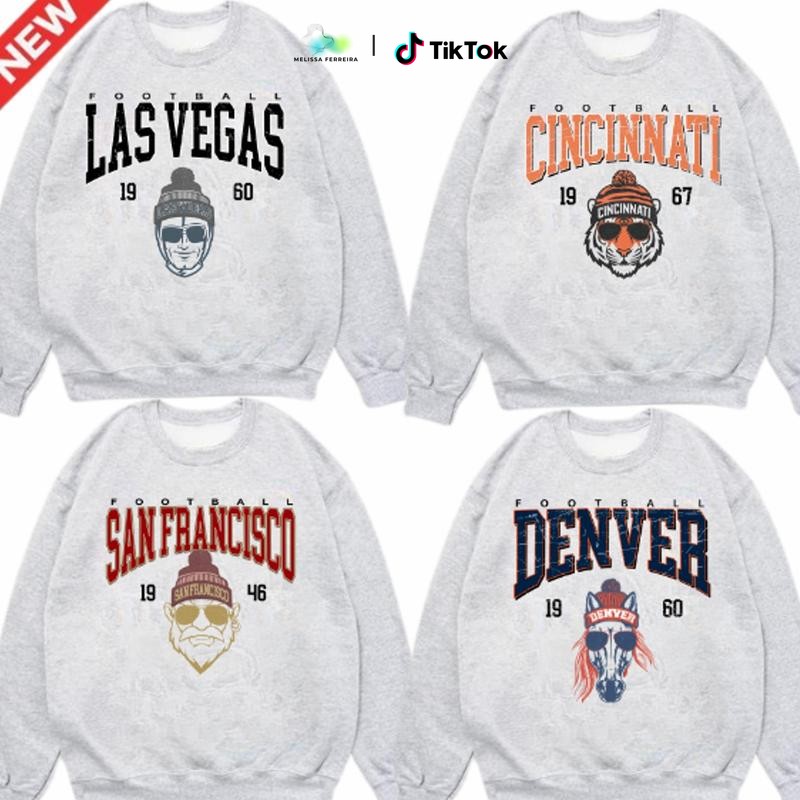 NEW
MELISSA FERREIRA
TikTok
FOOTBALL
LAS VEGAS
19 60
FOOTBALL
CINCINNATI
19 67
CINCINNATI
FOOTBALL
SAN FRANCISCO
19 46
SAN FRANCISCO
FOOTBALL
DENVER
19 60
DENVER